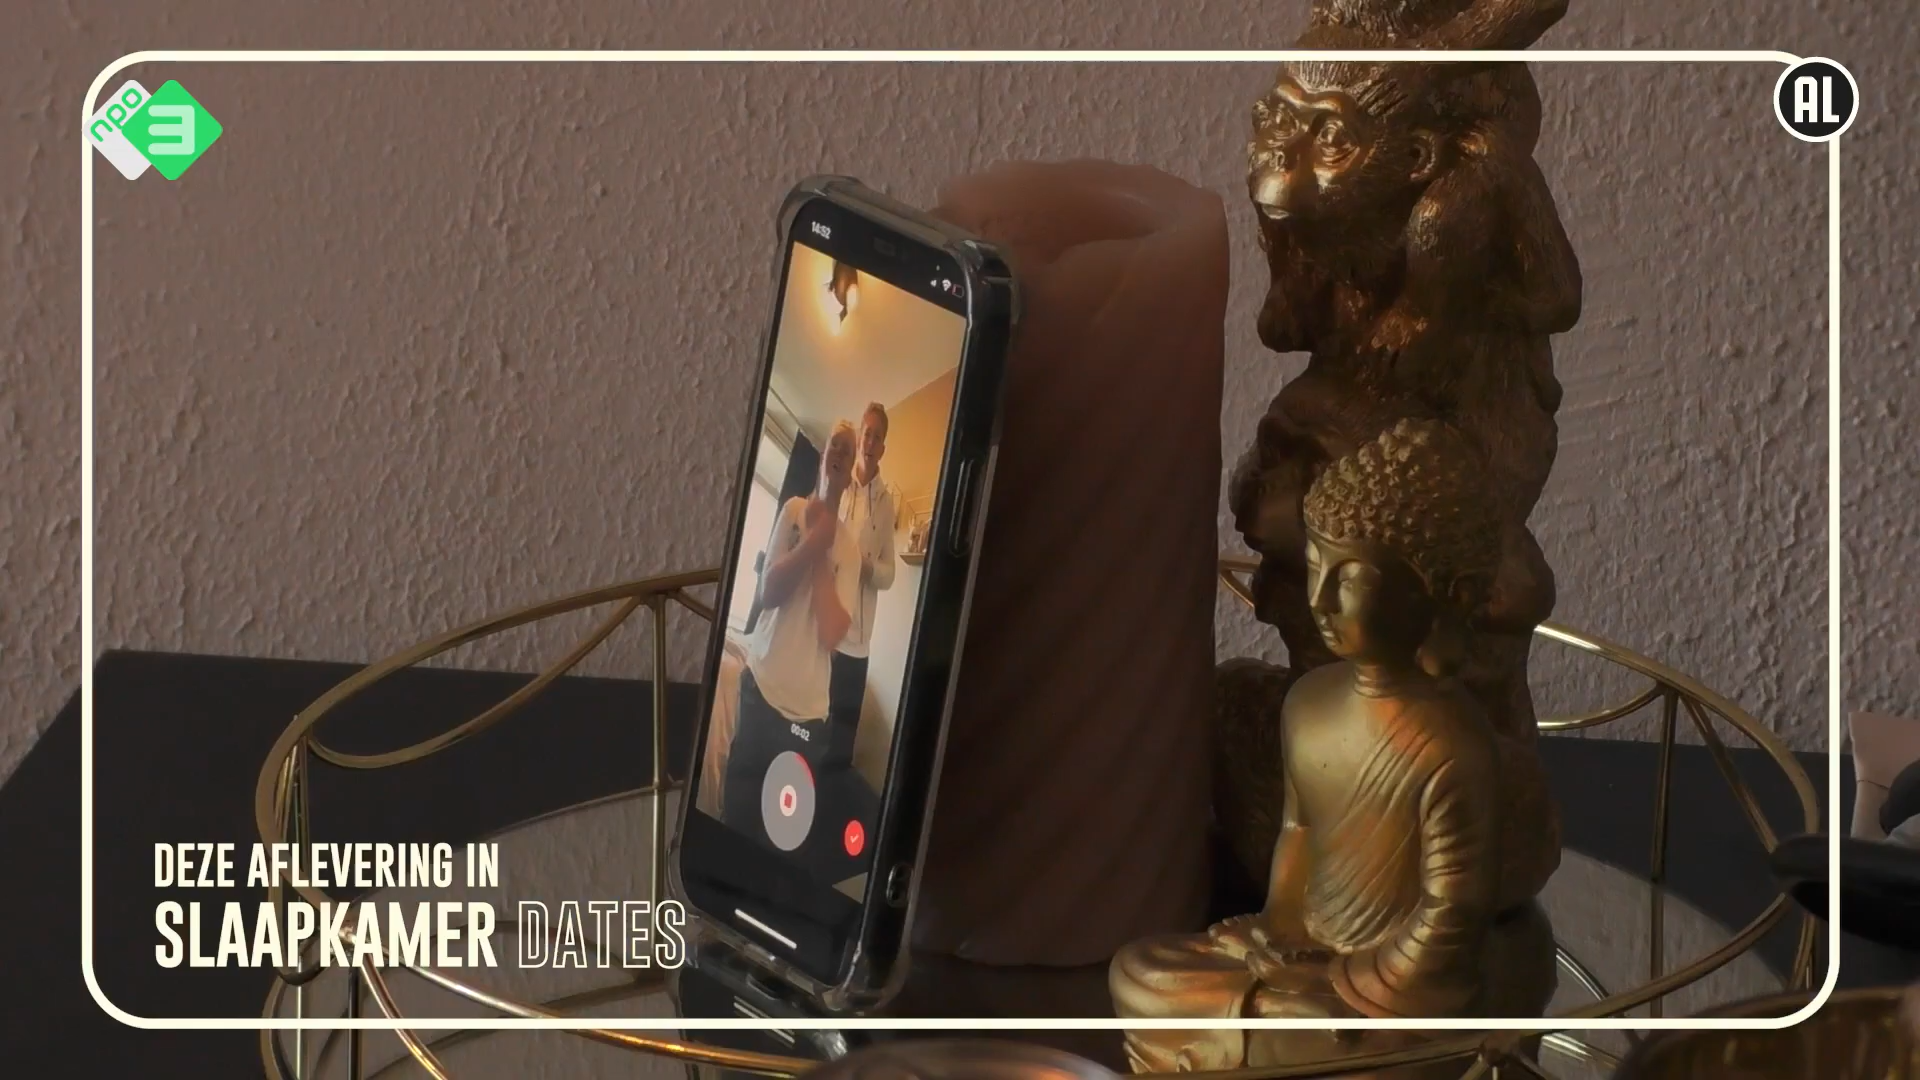 npo 3
AL
14:52
00:02
DEZE AFLEVERING IN
SLAAPKAMER DATES